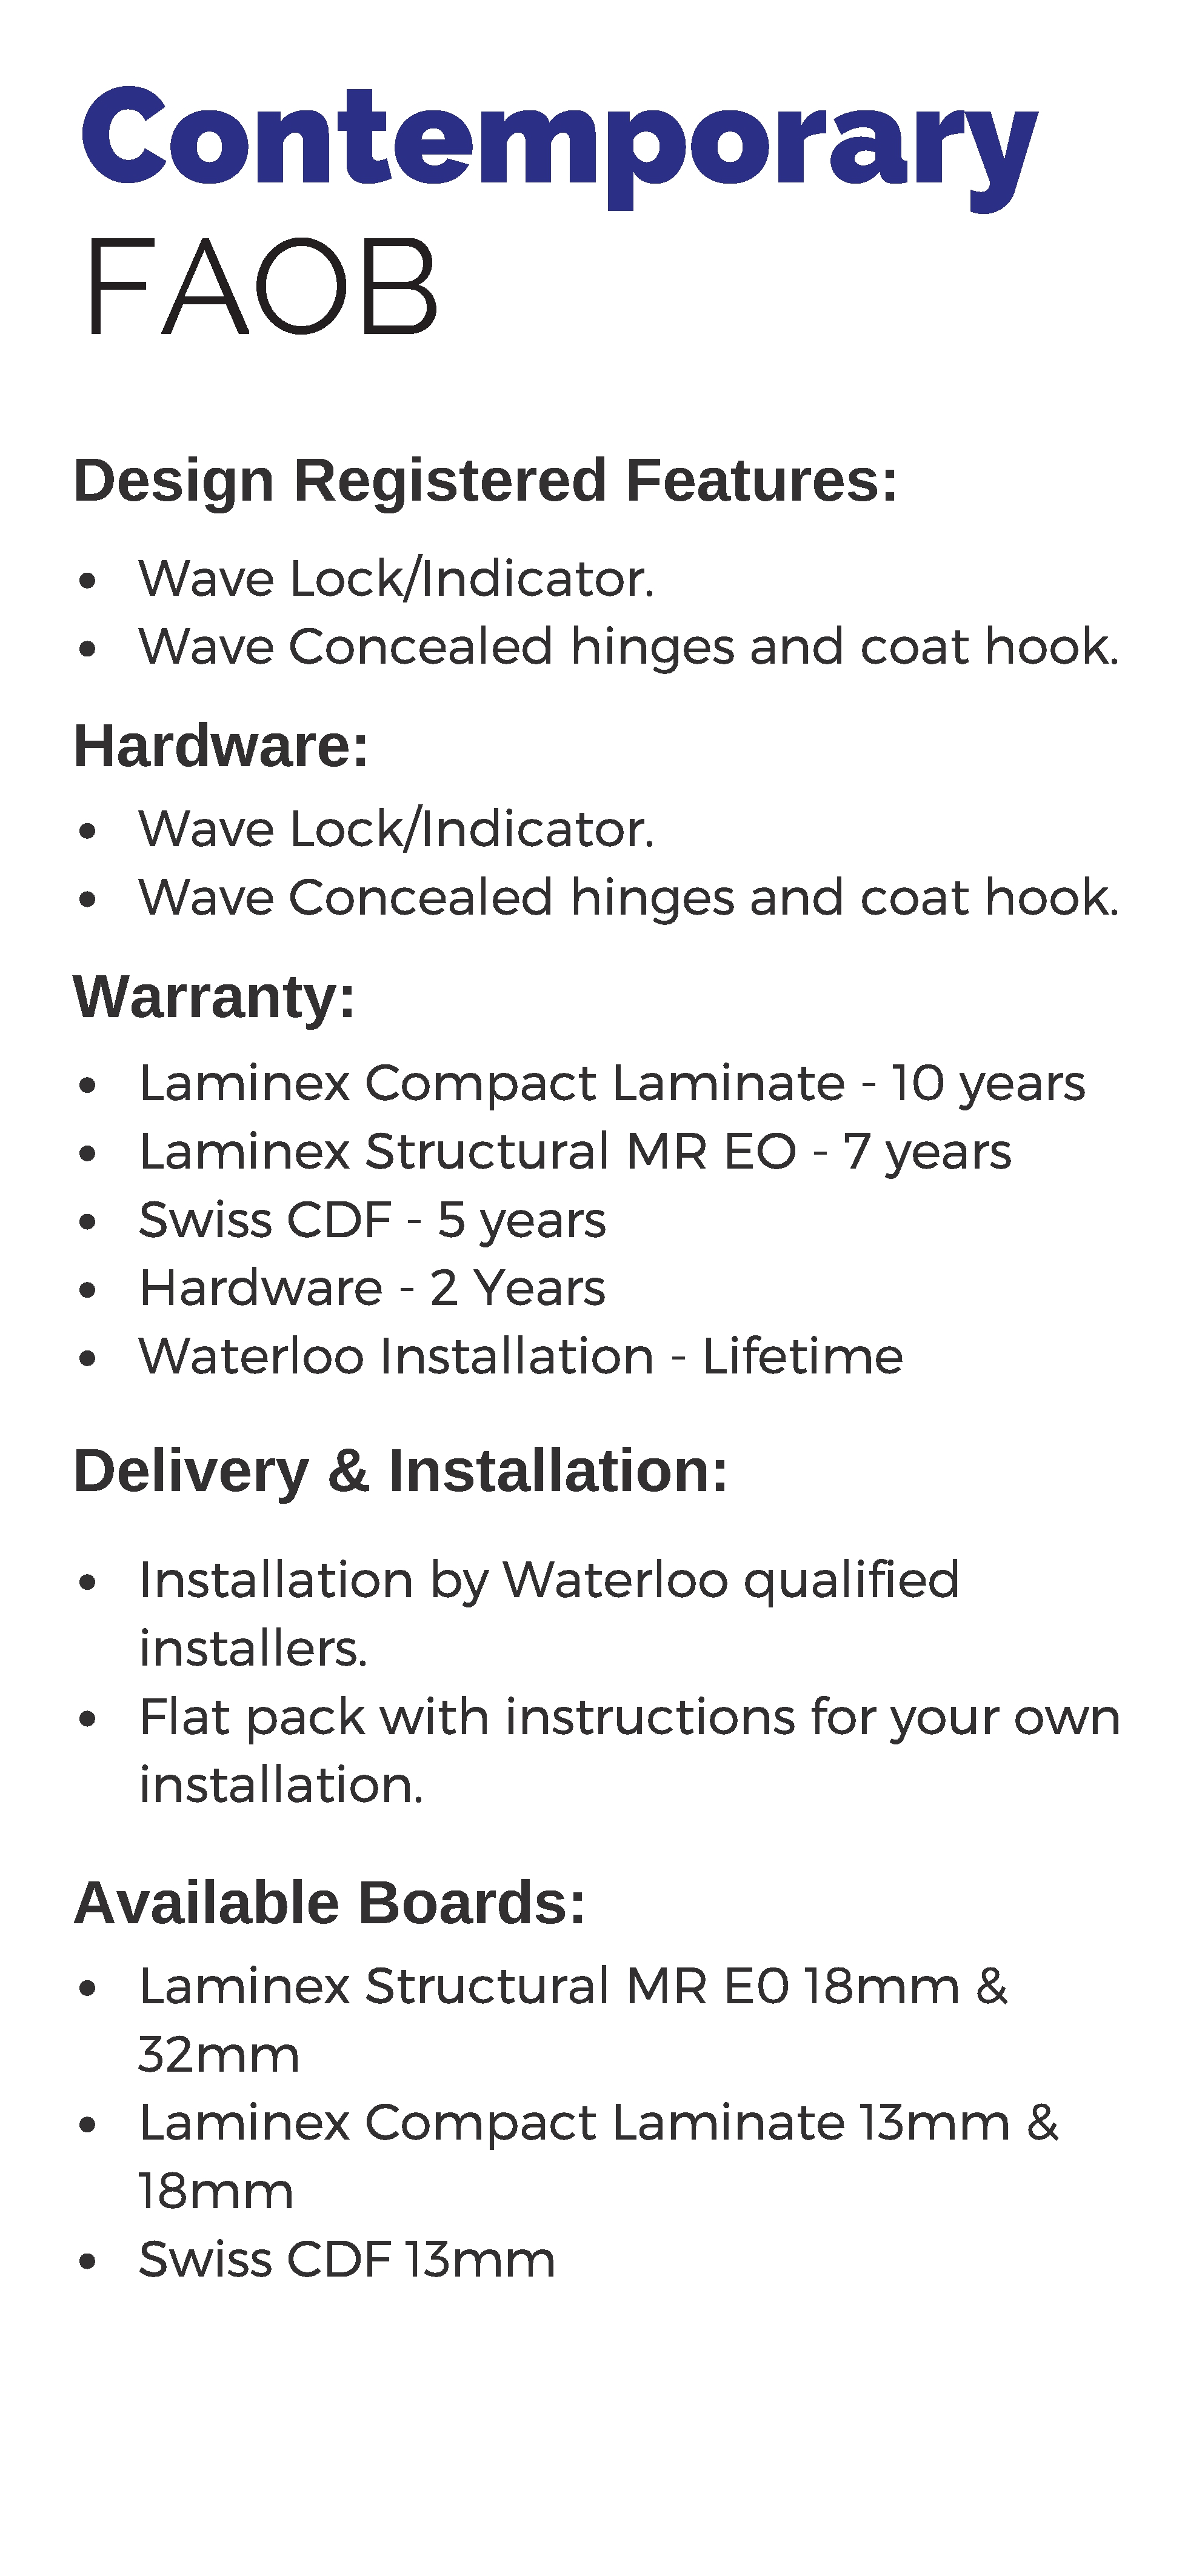 Contemporary
FAOB
Design Registered Features:
• Wave Lock/Indicator.
• Wave Concealed hinges and coat hook.
Hardware:
• Wave Lock/Indicator.
• Wave Concealed hinges and coat hook.
Warranty:
• Laminex Compact Laminate - 10 years
• Laminex Structural MR EO - 7 years
• Swiss CDF - 5 years
• Hardware - 2 Years
• Waterloo Installation - Lifetime
Delivery & Installation:
• Installation by Waterloo qualified
installers.
• Flat pack with instructions for your own
installation.
Available Boards:
• Laminex Structural MR E0 18mm &
32mm
• Laminex Compact Laminate 13mm &
18mm
• Swiss CDF 13mm